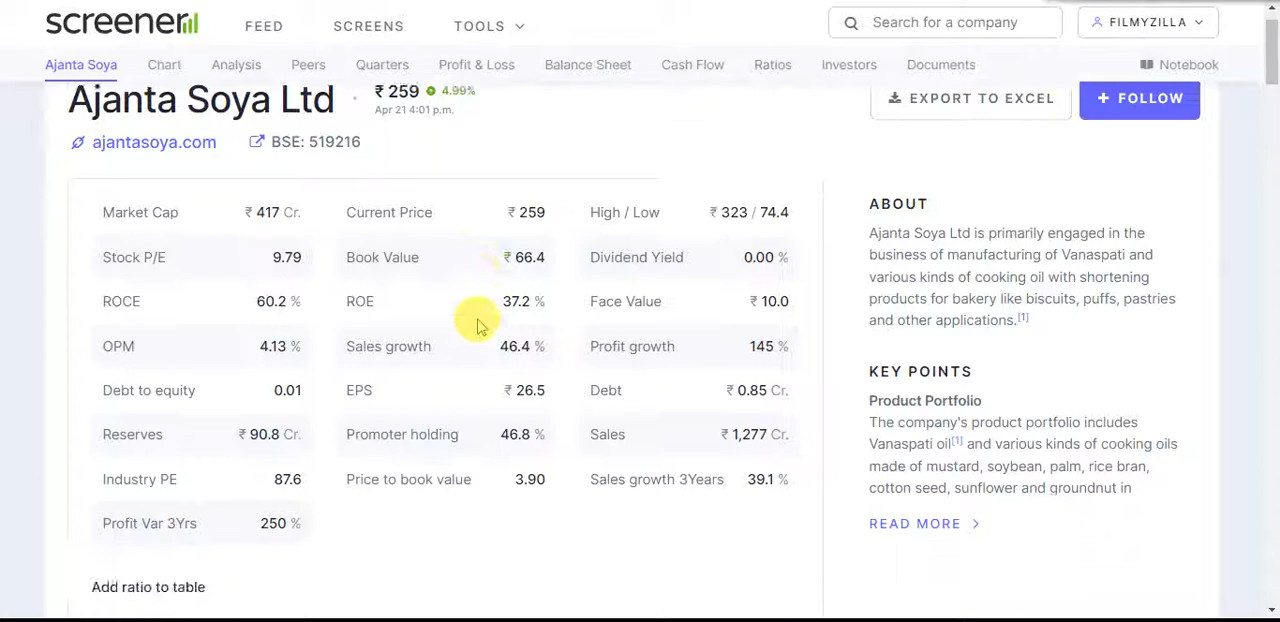 screener
FEED
SCREENS
TOOLS
Search for a company
FILMYZILLA
Ajanta Soya
Chart
Analysis
Peers
Quarters
Profit & Loss
Balance Sheet
Cash Flow
Ratios
Investors
Documents
Notebook
Ajanta Soya Ltd
₹ 259
4.99%
Apr 21 4:01 p.m.
EXPORT TO EXCEL
+ FOLLOW
ajantasoya.com
BSE: 519216
Market Cap ₹ 417 Cr.
Current Price ₹ 259
High / Low ₹ 323 / 74.4
Stock P/E 9.79
Book Value ₹ 66.4
Dividend Yield 0.00 %
ROCE 60.2 %
ROE 37.2 %
Face Value ₹ 10.0
OPM 4.13 %
Sales growth 46.4 %
Profit growth 145 %
Debt to equity 0.01
EPS ₹ 26.5
Debt ₹ 0.85 Cr.
Reserves ₹ 90.8 Cr.
Promoter holding 46.8 %
Sales ₹ 1,277 Cr.
Industry PE 87.6
Price to book value 3.90
Sales growth 3Years 39.1 %
Profit Var 3Yrs 250 %
Add ratio to table
ABOUT
Ajanta Soya Ltd is primarily engaged in the
business of manufacturing of Vanaspati and
various kinds of cooking oil with shortening
products for bakery like biscuits, puffs, pastries
and other applications.[1]
KEY POINTS
Product Portfolio
The company's product portfolio includes
Vanaspati oil[1] and various kinds of cooking oils
made of mustard, soybean, palm, rice bran,
cotton seed, sunflower and groundnut in
READ MORE >